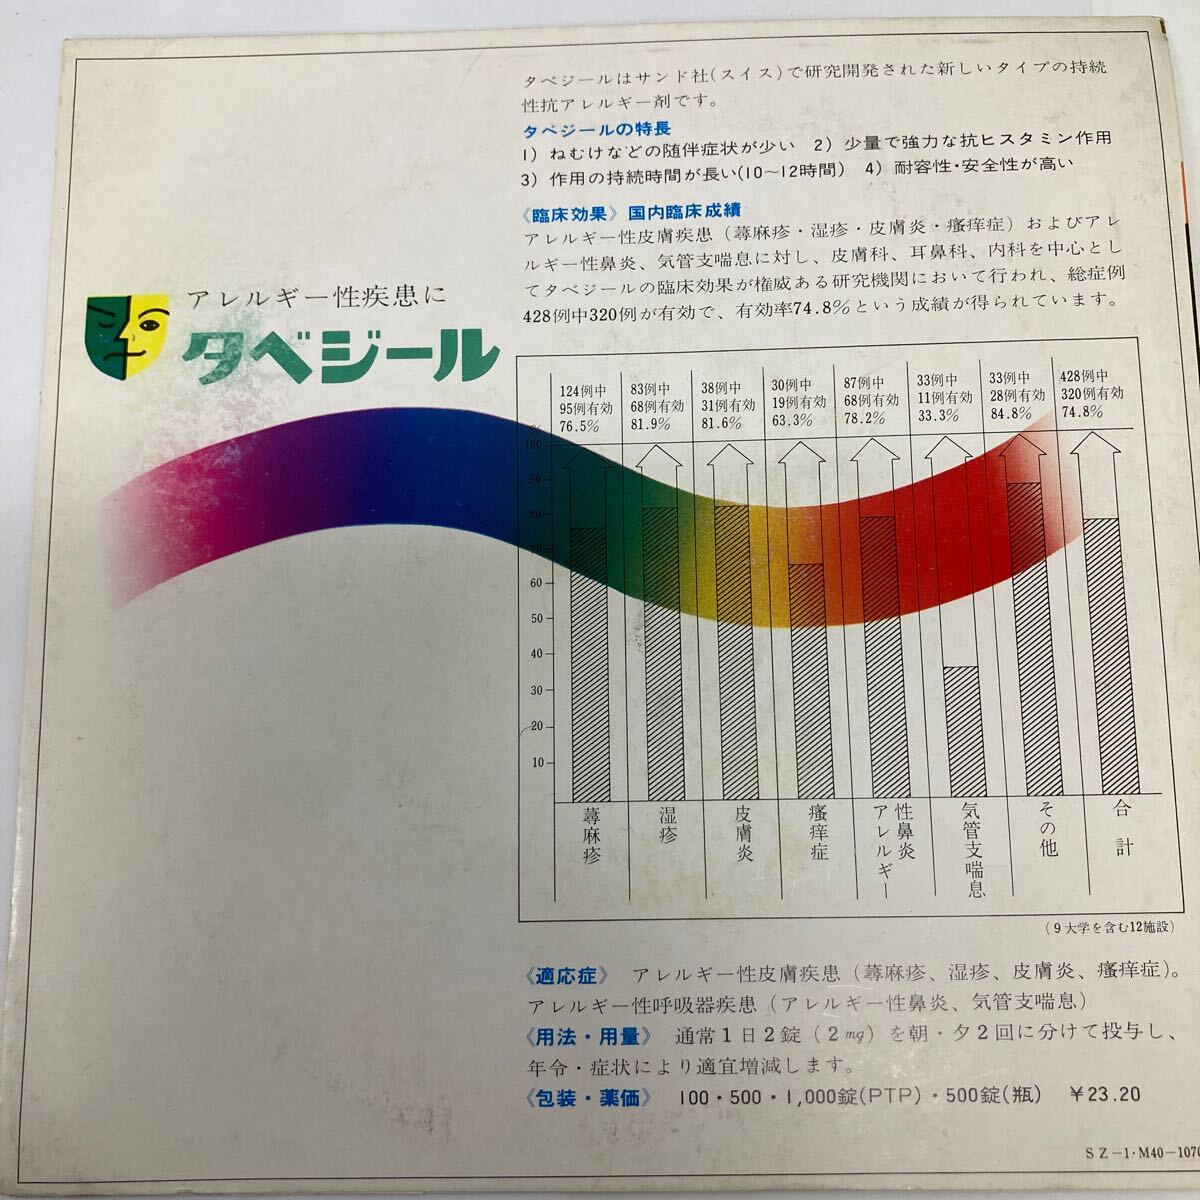 タベジールはサンド社(スイス)で研究開発された新しいタイプの持続
性抗アレルギー剤です。
タベジールの特長
1) ねむけなどの随伴症状が少い 2) 少量で強力な抗ヒスタミン作用
3) 作用の持続時間が長い(10〜12時間) 4) 耐容性・安全性が高い
《臨床効果》国内臨床成績
アレルギー性皮膚疾患(蕁麻疹・湿疹・皮膚炎・瘙痒症)およびアレ
ルギー性鼻炎、気管支喘息に対し、皮膚科、耳鼻科、内科を中心とし
てタベジールの臨床効果が権威ある研究機関において行われ、総症例
428例中320例が有効で、有効率74.8%という成績が得られています。
アレルギー性疾患に
タベジール
124例中
95例有効
76.5%
83例中
68例有効
81.9%
38例中
31例有効
81.6%
30例中
19例有効
63.3%
87例中
68例有効
78.2%
33例中
11例有効
33.3%
33例中
28例有効
84.8%
428例中
320例有効
74.8%
%
100
90
80
70
60
50
40
30
20
10
蕁麻疹
湿疹
皮膚炎
瘙痒症
アレルギー
性鼻炎
気管支喘息
その他
合計
(9大学を含む12施設)
《適応症》 アレルギー性皮膚疾患(蕁麻疹、湿疹、皮膚炎、瘙痒症)。
アレルギー性呼吸器疾患(アレルギー性鼻炎、気管支喘息)
《用法・用量》 通常1日2錠(2mg)を朝・夕2回に分けて投与し、
年令・症状により適宜増減します。
《包装・薬価》 100・500・1,000錠(PTP)・500錠(瓶) ¥23.20
SZ-1・M40-1070